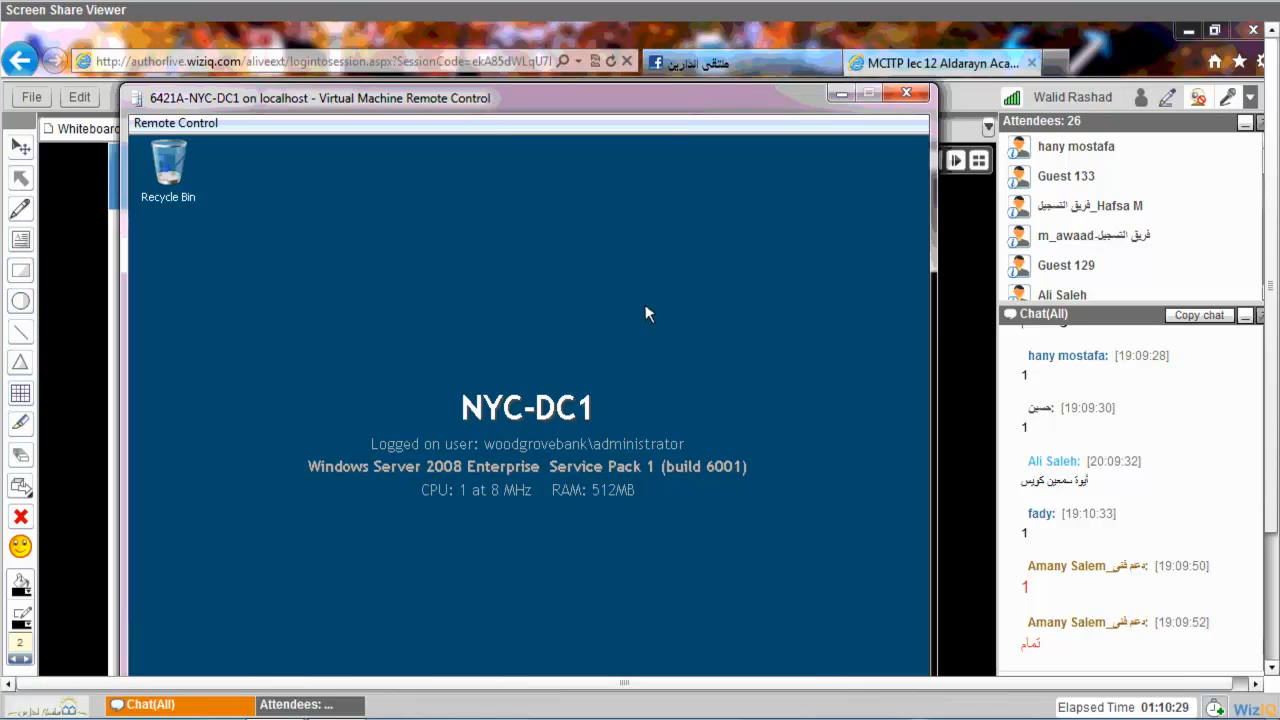 Screen Share Viewer
http://authorlive.wiziq.com/aliveext/logintosession.aspx?SessionCode=ekA85dWLqU7l
منتقى الدارين
MCITP lec 12 Aldarayn Aca...
File
Edit
6421A-NYC-DC1 on localhost - Virtual Machine Remote Control
Walid Rashad
Remote Control
Whiteboard
Attendees: 26
Recycle Bin
hany mostafa
Guest 133
فريق التسجيل_Hafsa M
m_awaad-فريق التسجيل
Guest 129
Ali Saleh
Chat(All)
Copy chat
hany mostafa: [19:09:28]
1
حسين: [19:09:30]
1
Ali Saleh: [20:09:32]
أيوة سمعين كويس
fady: [19:10:33]
1
Amany Salem_دعم فنى: [19:09:50]
1
Amany Salem_دعم فنى: [19:09:52]
تمام
NYC-DC1
Logged on user: woodgrovebank\administrator
Windows Server 2008 Enterprise Service Pack 1 (build 6001)
CPU: 1 at 8 MHz RAM: 512MB
2
Chat(All)
Attendees: ...
Elapsed Time 01:10:29
WizIQ